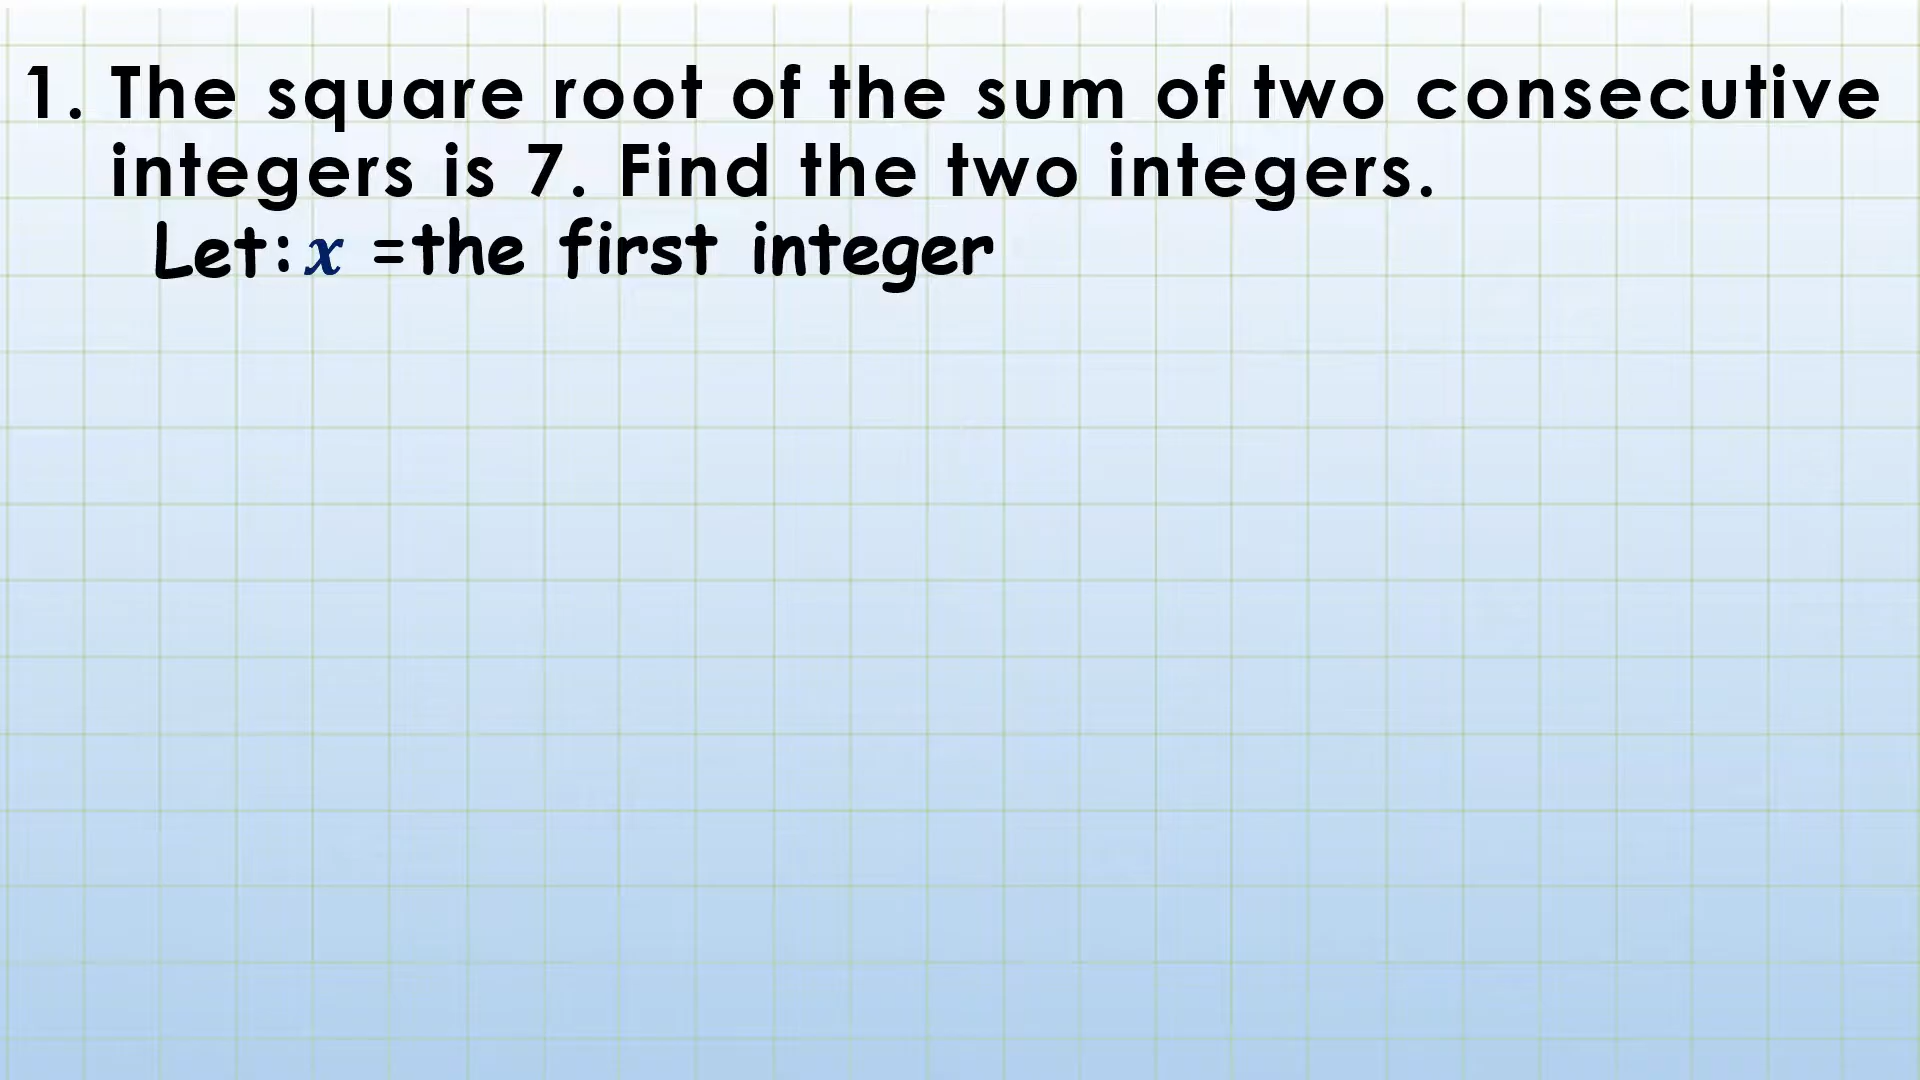 1. The square root of the sum of two consecutive
integers is 7. Find the two integers.
Let: x =the first integer